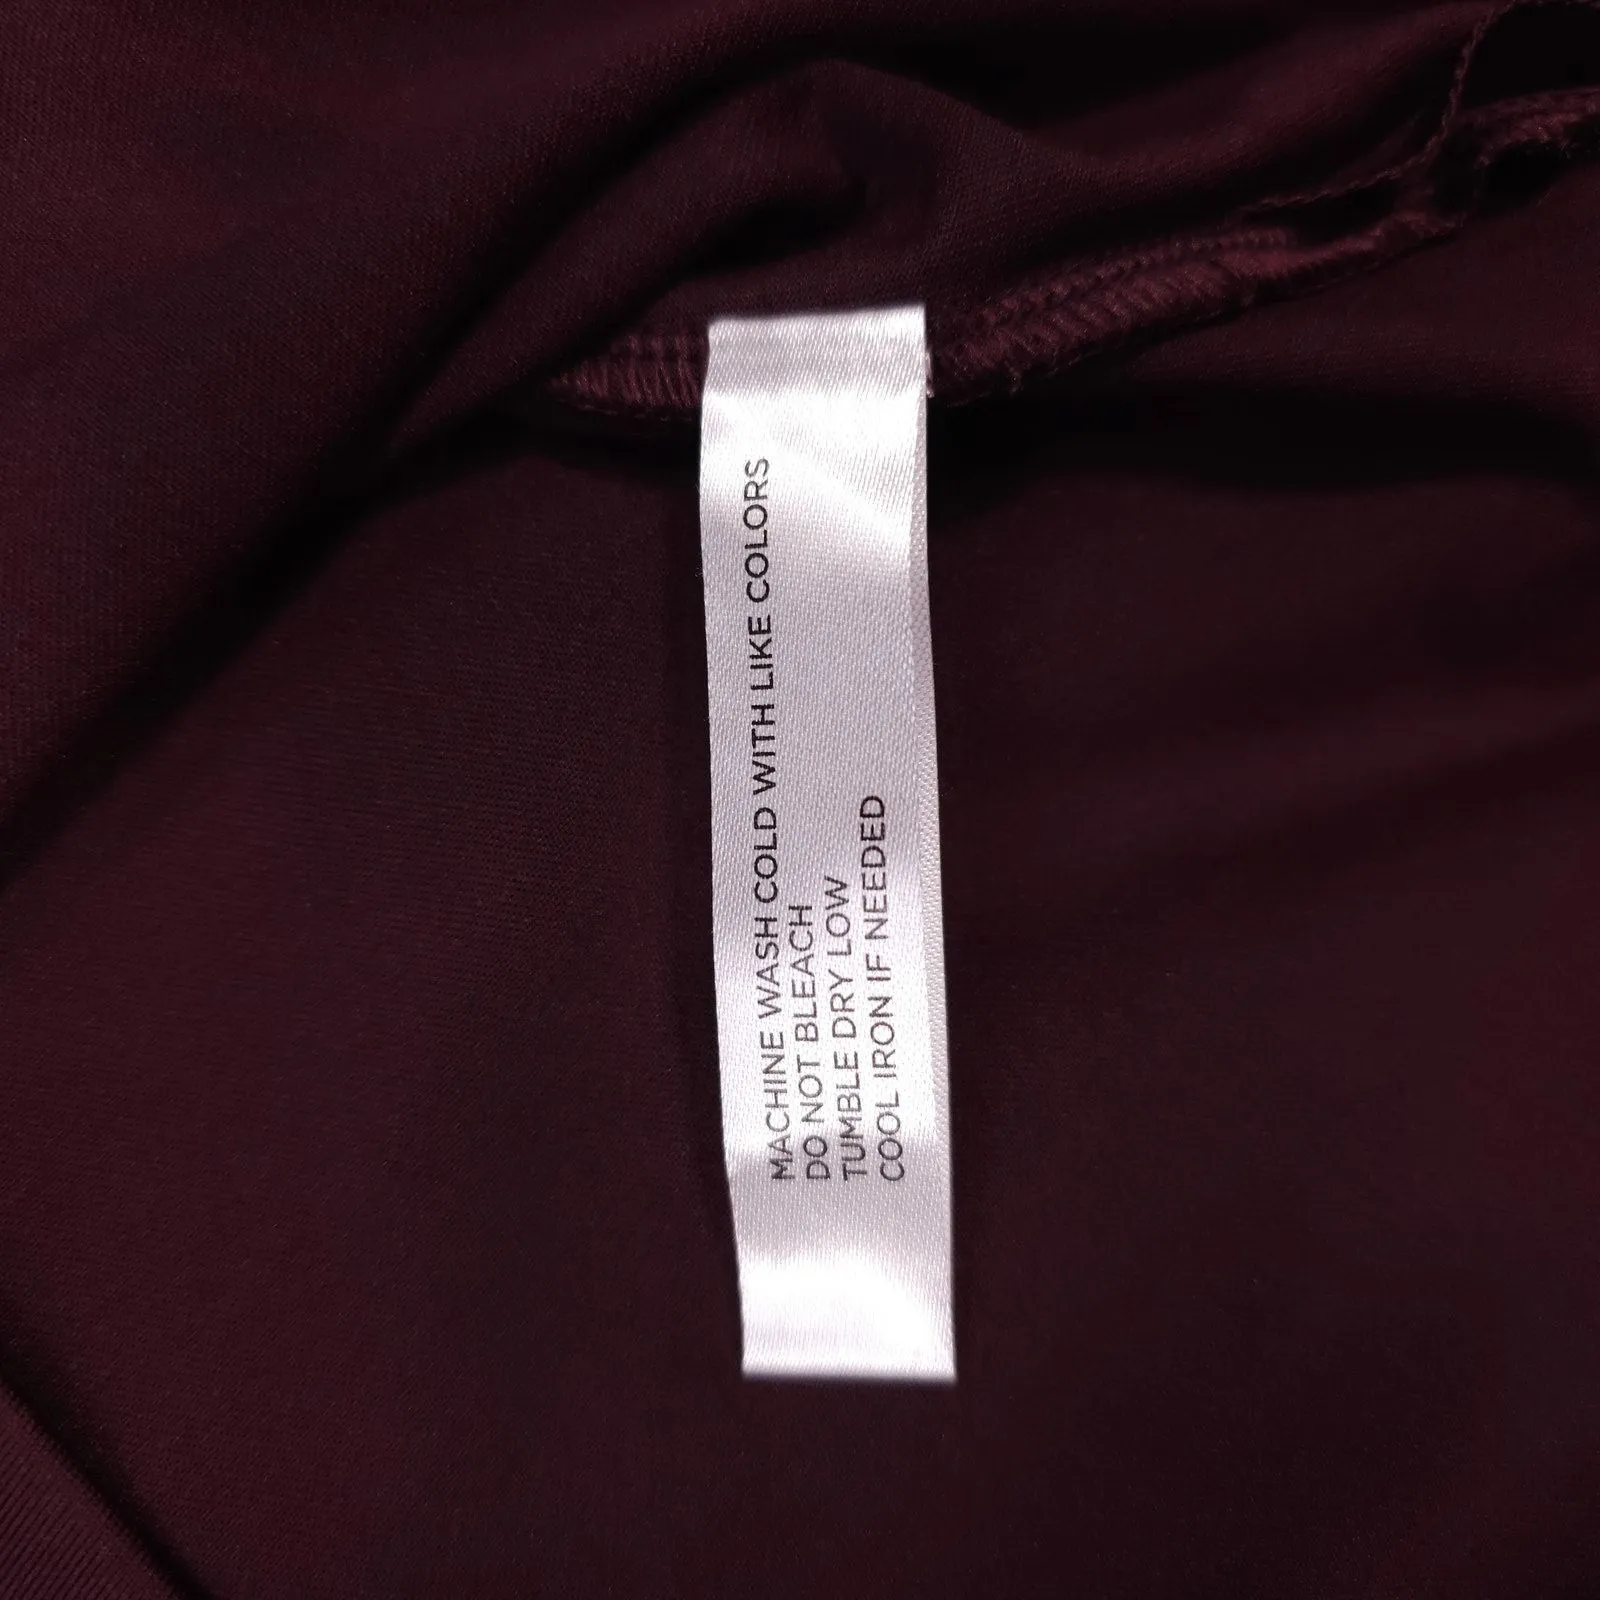 MACHINE WASH COLD WITH LIKE COLORS
DO NOT BLEACH
TUMBLE DRY LOW
COOL IRON IF NEEDED